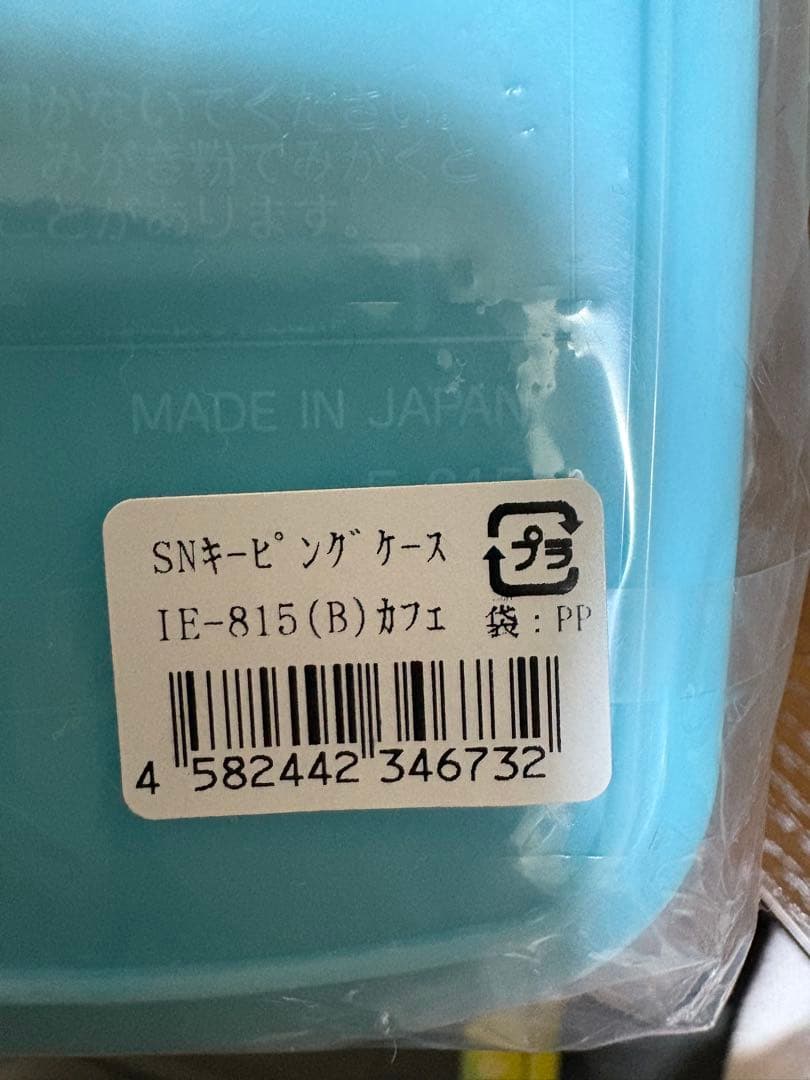 かないでください。
みがき粉でみがくと
ことがあります。
MADE IN JAPAN
SNｷｰﾋﾟﾝｸﾞｹｰｽ
プラ
IE-815(B)ｶﾌｪ 袋:PP
4 582442 346732